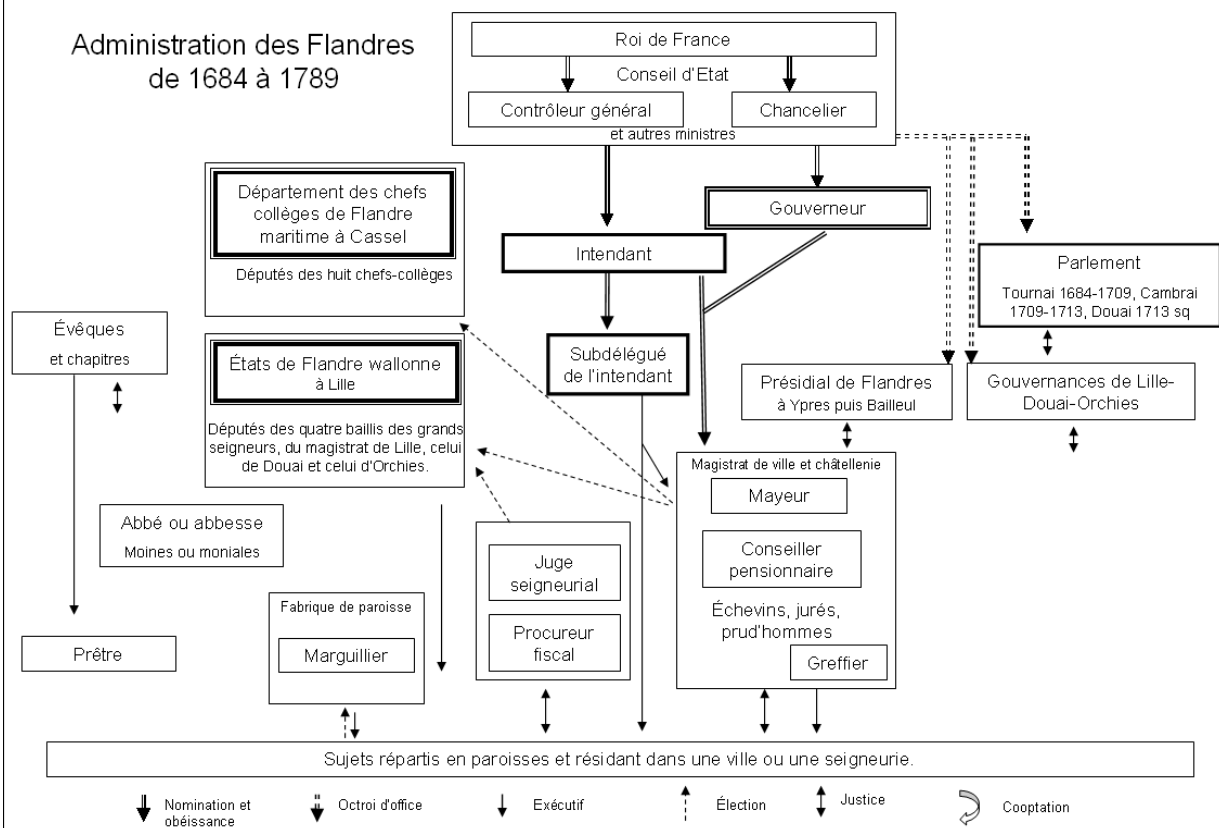 Administration des Flandres
de 1684 à 1789
Roi de France
Conseil d'Etat
Contrôleur général
Chancelier
et autres ministres
Département des chefs
collèges de Flandre
maritime à Cassel
Députés des huit chefs-collèges
Gouverneur
Intendant
Parlement
Tournai 1684-1709, Cambrai
1709-1713, Douai 1713 sq
Évêques
et chapitres
États de Flandre wallonne
à Lille
Députés des quatre baillis des grands
seigneurs, du magistrat de Lille, celui
de Douai et celui d'Orchies.
Subdélégué
de l'intendant
Présidial de Flandres
à Ypres puis Bailleul
Gouvernances de Lille-
Douai-Orchies
Magistrat de ville et châtellenie
Mayeur
Conseiller
pensionnaire
Échevins, jurés,
prud'hommes
Greffier
Abbé ou abbesse
Moines ou moniales
Juge
seigneurial
Procureur
fiscal
Fabrique de paroisse
Marguillier
Prêtre
Sujets répartis en paroisses et résidant dans une ville ou une seigneurie.
Nomination et
obéissance
Octroi d'office
Exécutif
Élection
Justice
Cooptation